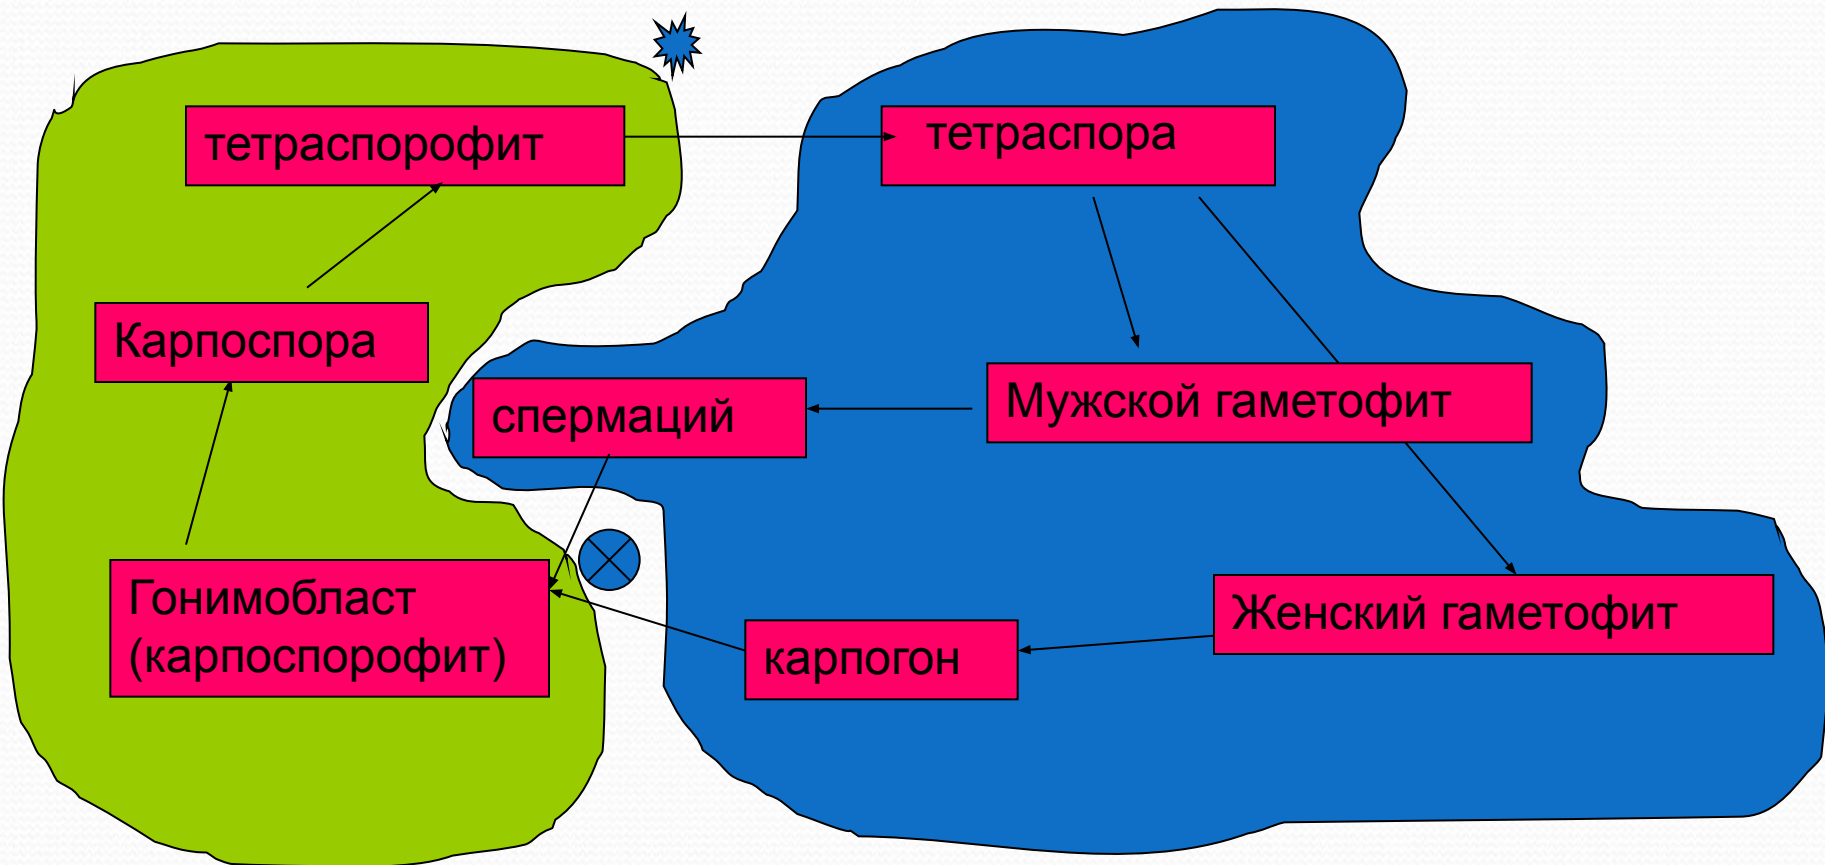 тетраспорофит
тетраспора
Карпоспора
спермаций
Мужской гаметофит
Гонимобласт
(карпоспорофит)
карпогон
Женский гаметофит